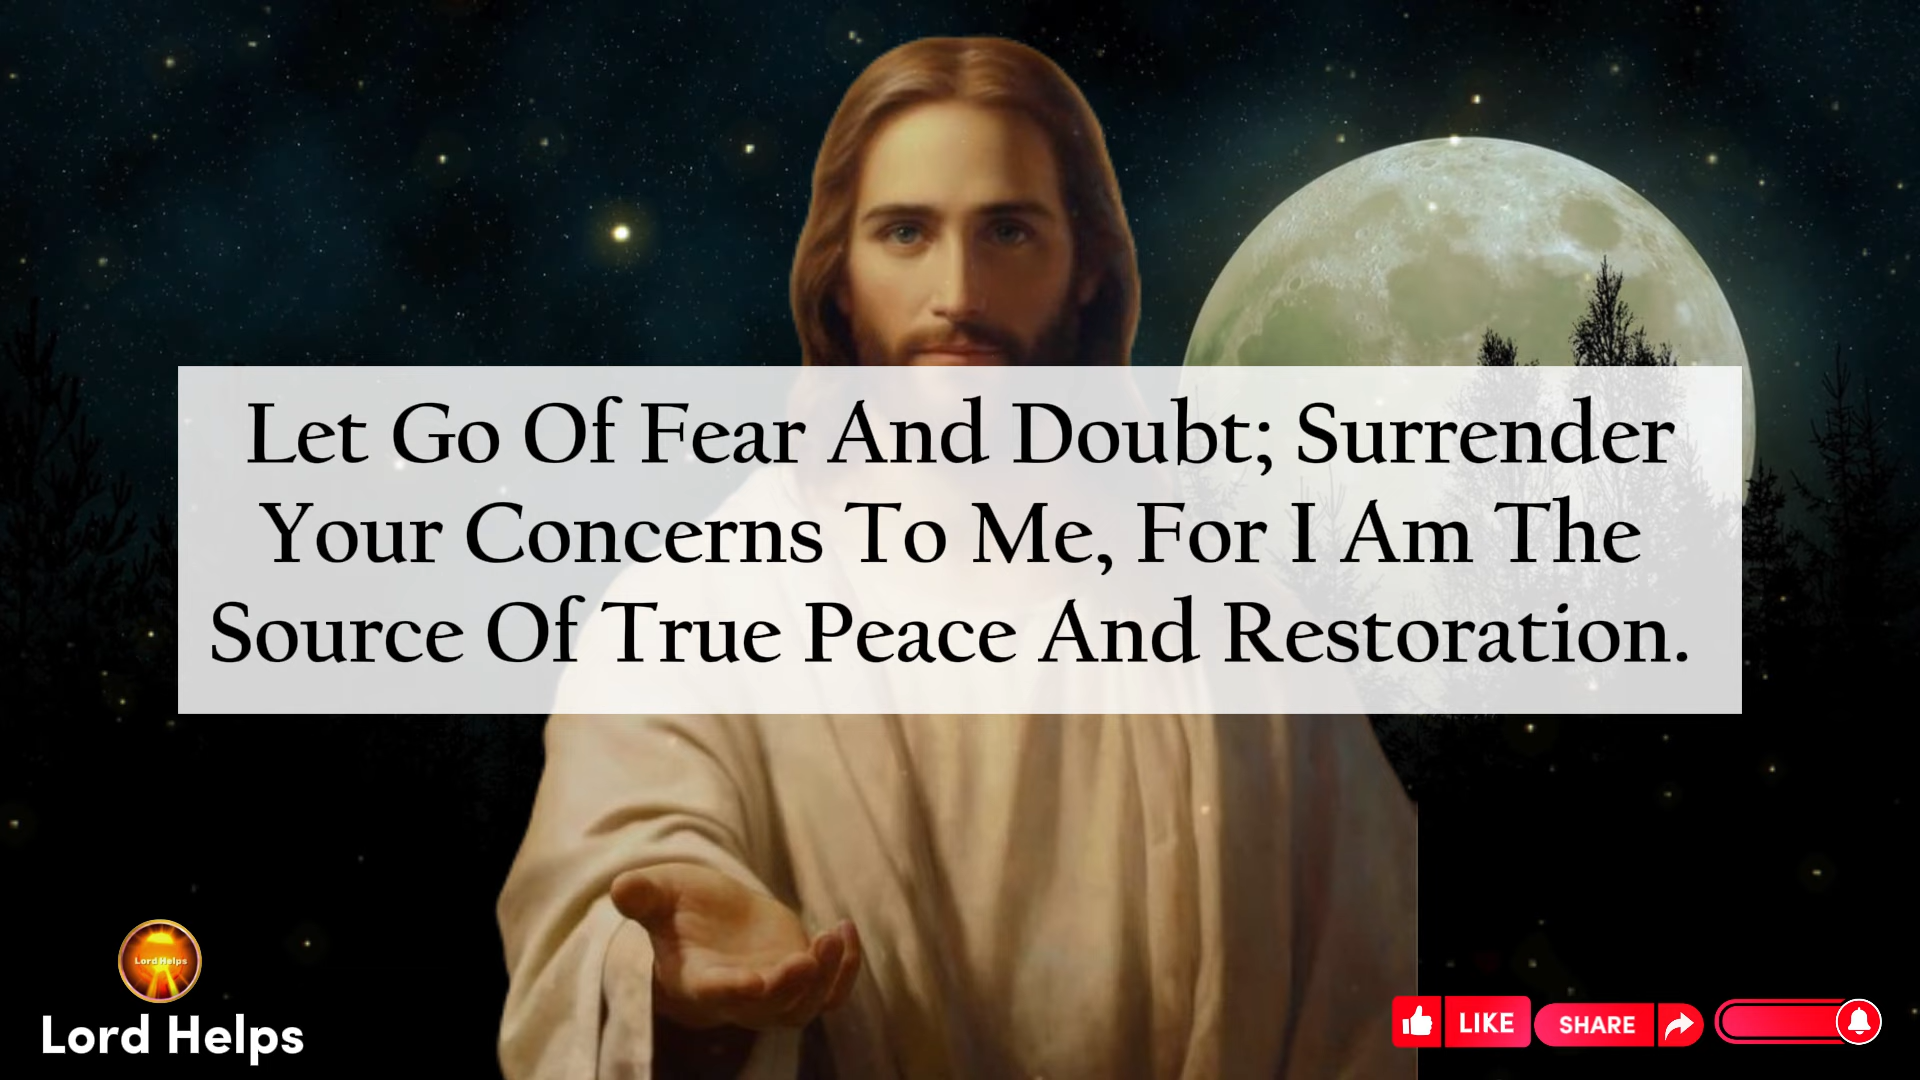 Let Go Of Fear And Doubt; Surrender
Your Concerns To Me, For I Am The
Source Of True Peace And Restoration.
Lord Helps
Lord Helps
LIKE
SHARE